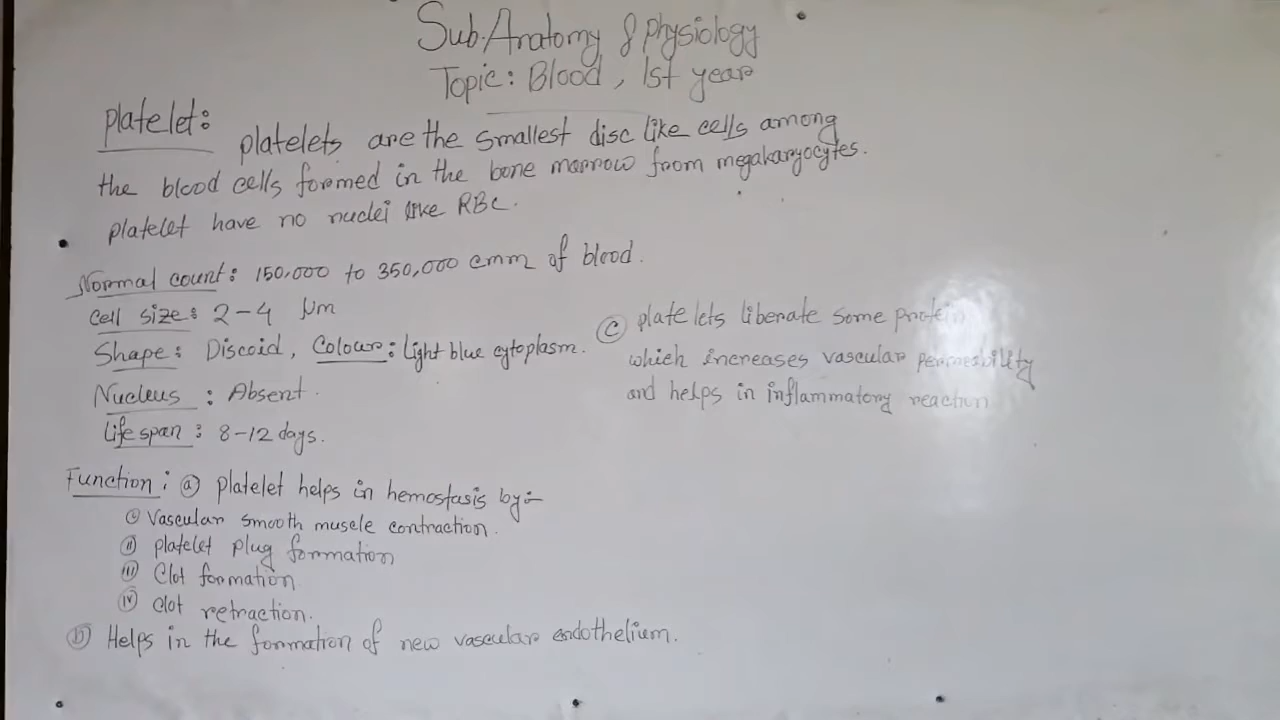 Sub:Anatomy & Physiology
Topic: Blood, 1st year
Platelet:
platelets are the smallest disc like cells among
the blood cells formed in the bone marrow from megakaryocytes.
platelet have no nuclei like RBC.
Normal count: 150,000 to 350,000 cmm of blood.
Cell size: 2-4 μm
Shape: Discoid, Colour: Light blue cytoplasm.
Nucleus : Absent.
Life span: 8-12 days.
Function: ⓐ Platelet helps in hemostasis by:-
ⓘ Vascular smooth muscle contraction.
ⓘⓘ Platelet plug formation
ⓘⓘⓘ Clot formation
ⓘⓥ Clot retraction.
ⓑ Helps in the formation of new vascular endothelium.
ⓒ platelets liberate some protein
which increases vascular permeability
and helps in inflammatory reaction